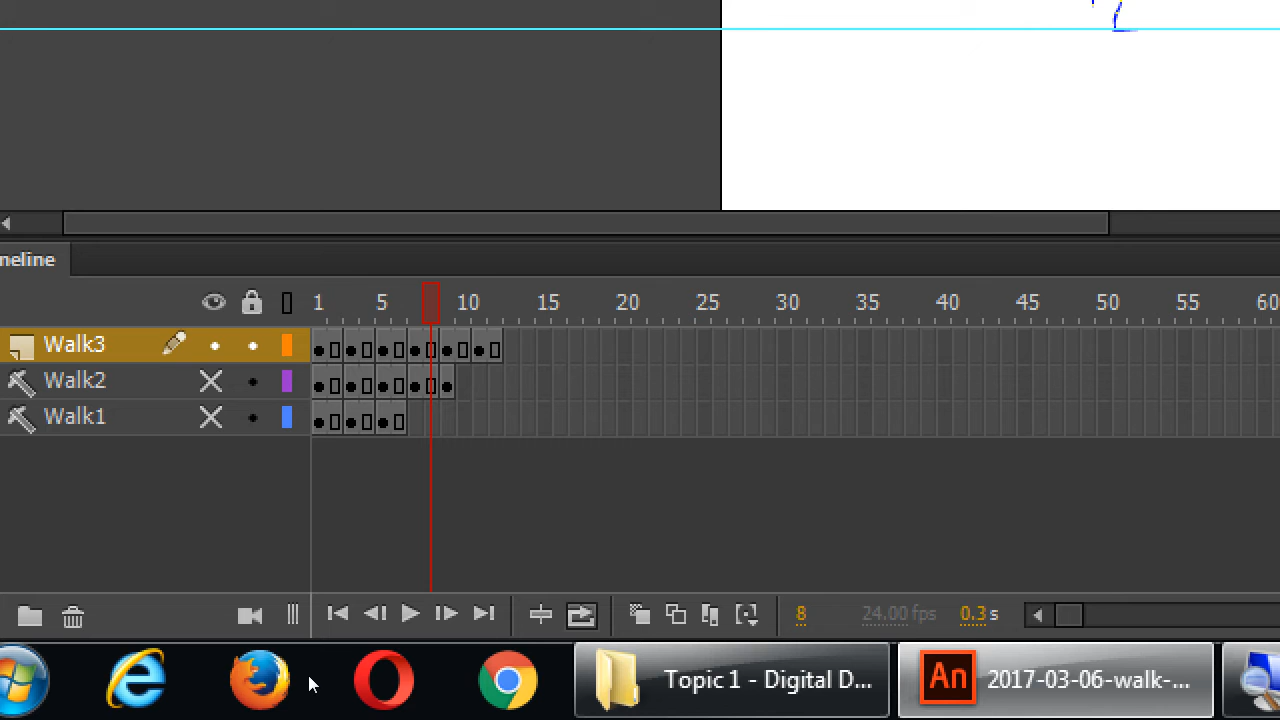 neline
1 5 10 15 20 25 30 35 40 45 50 55 60
Walk3
Walk2
Walk1
8 24.00 fps 0.3 s
Topic 1 - Digital D... An 2017-03-06-walk-...